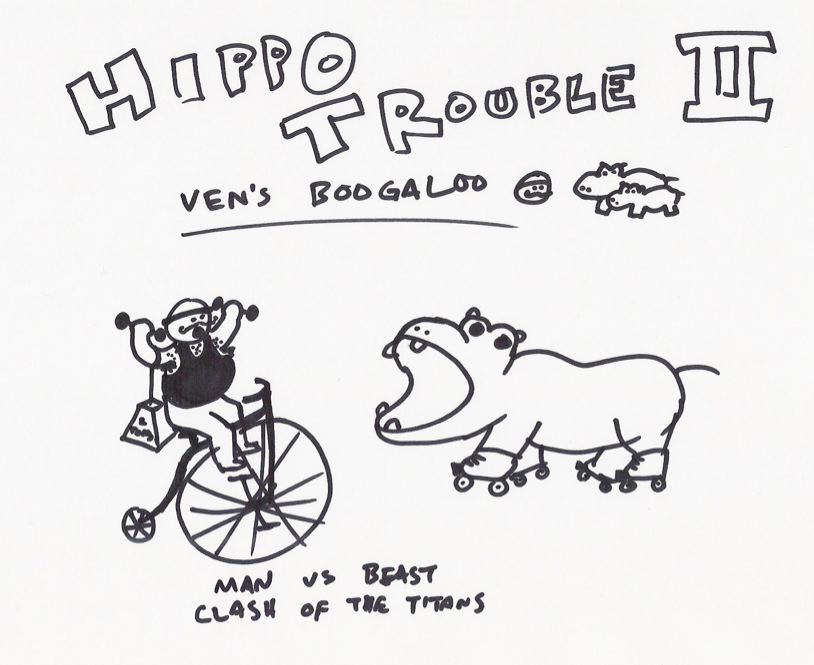 HIPPO
TROUBLE II
VEN'S BOOGALOO
MAN VS BEAST
CLASH OF THE TITANS